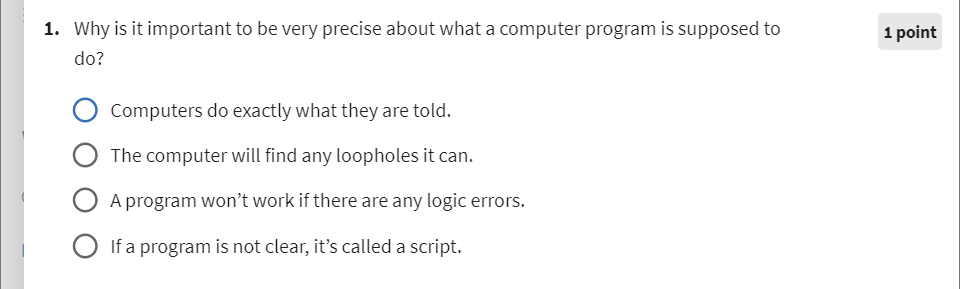 1. Why is it important to be very precise about what a computer program is supposed to
do?
1 point
Computers do exactly what they are told.
The computer will find any loopholes it can.
A program won’t work if there are any logic errors.
If a program is not clear, it’s called a script.